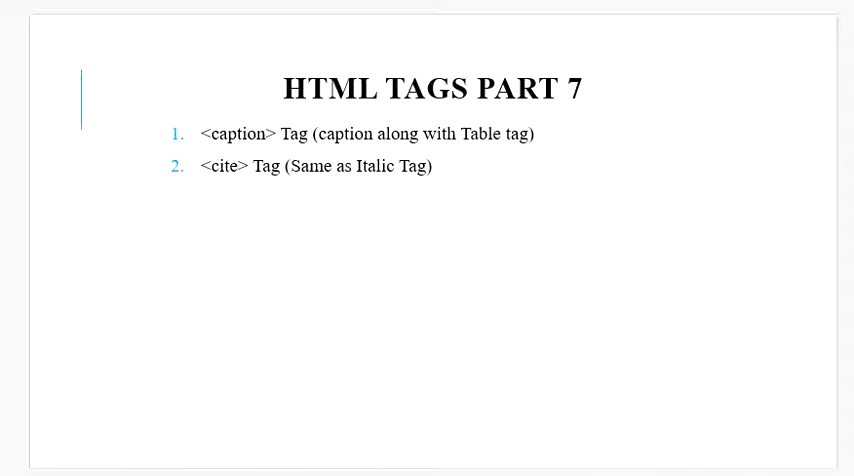 HTML TAGS PART 7
1. <caption> Tag (caption along with Table tag)
2. <cite> Tag (Same as Italic Tag)